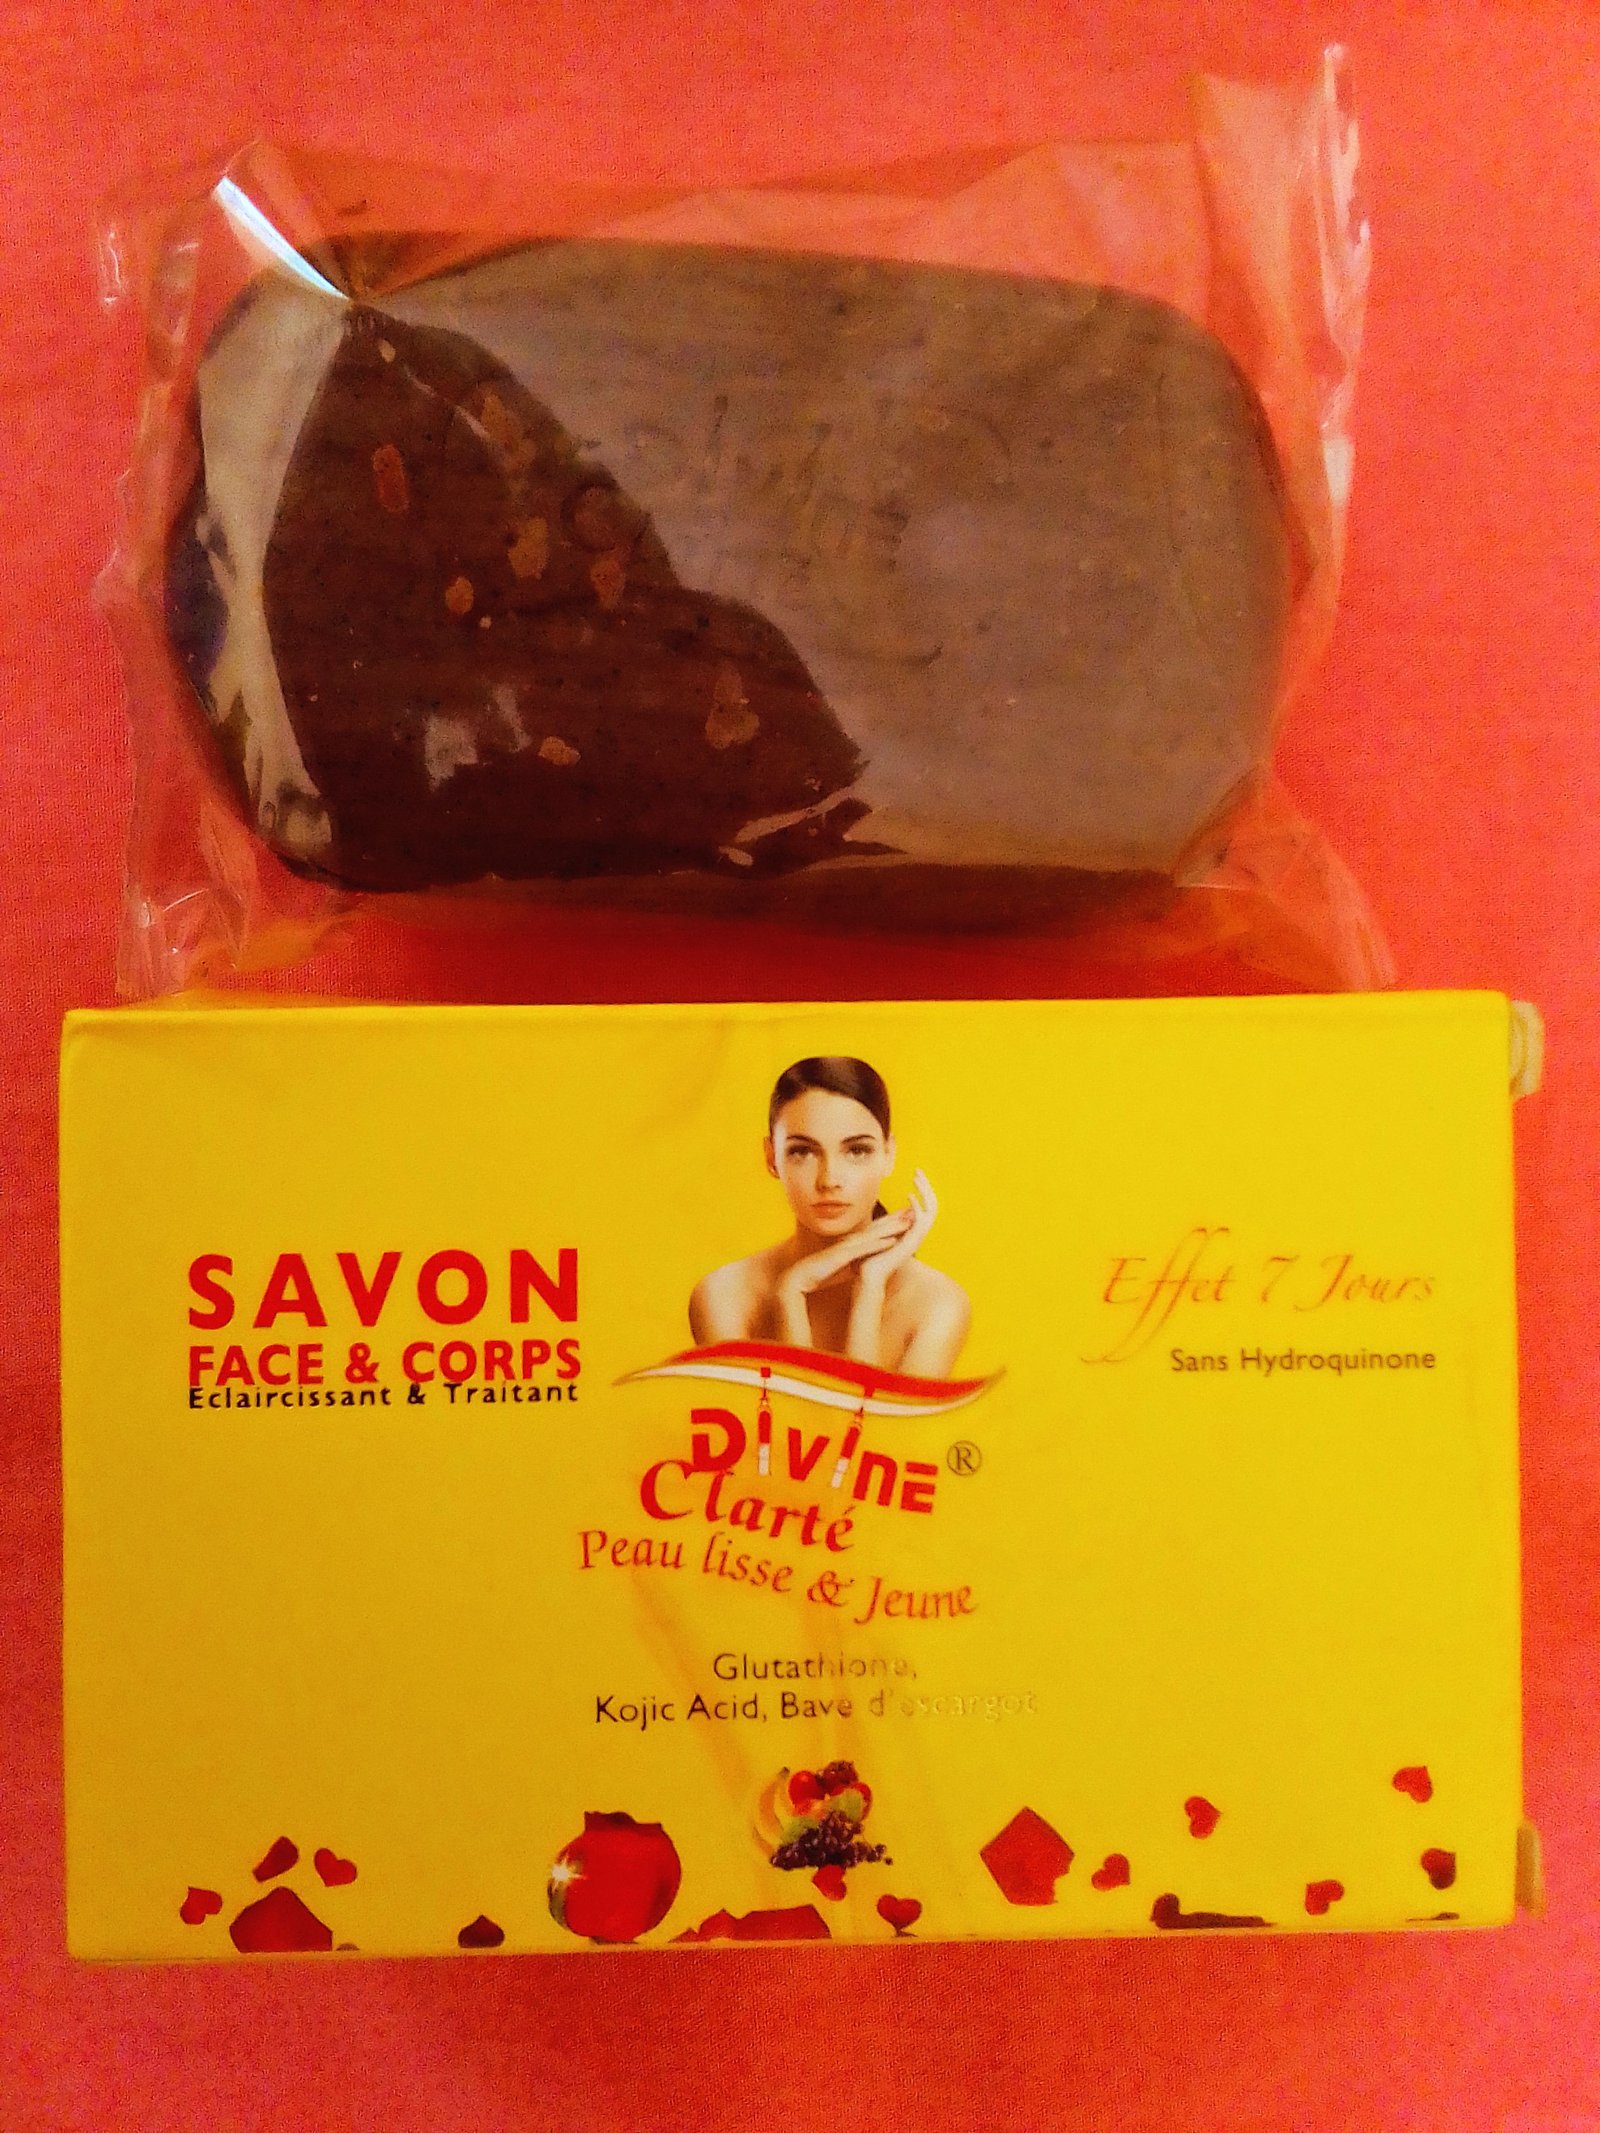 SAVON
FACE & CORPS
Eclaircissant & Traitant
Effet 7 Jours
Sans Hydroquinone
DIVINE ®
Clarté
Peau lisse & Jeune
Glutathione,
Kojic Acid, Bave d'escargot